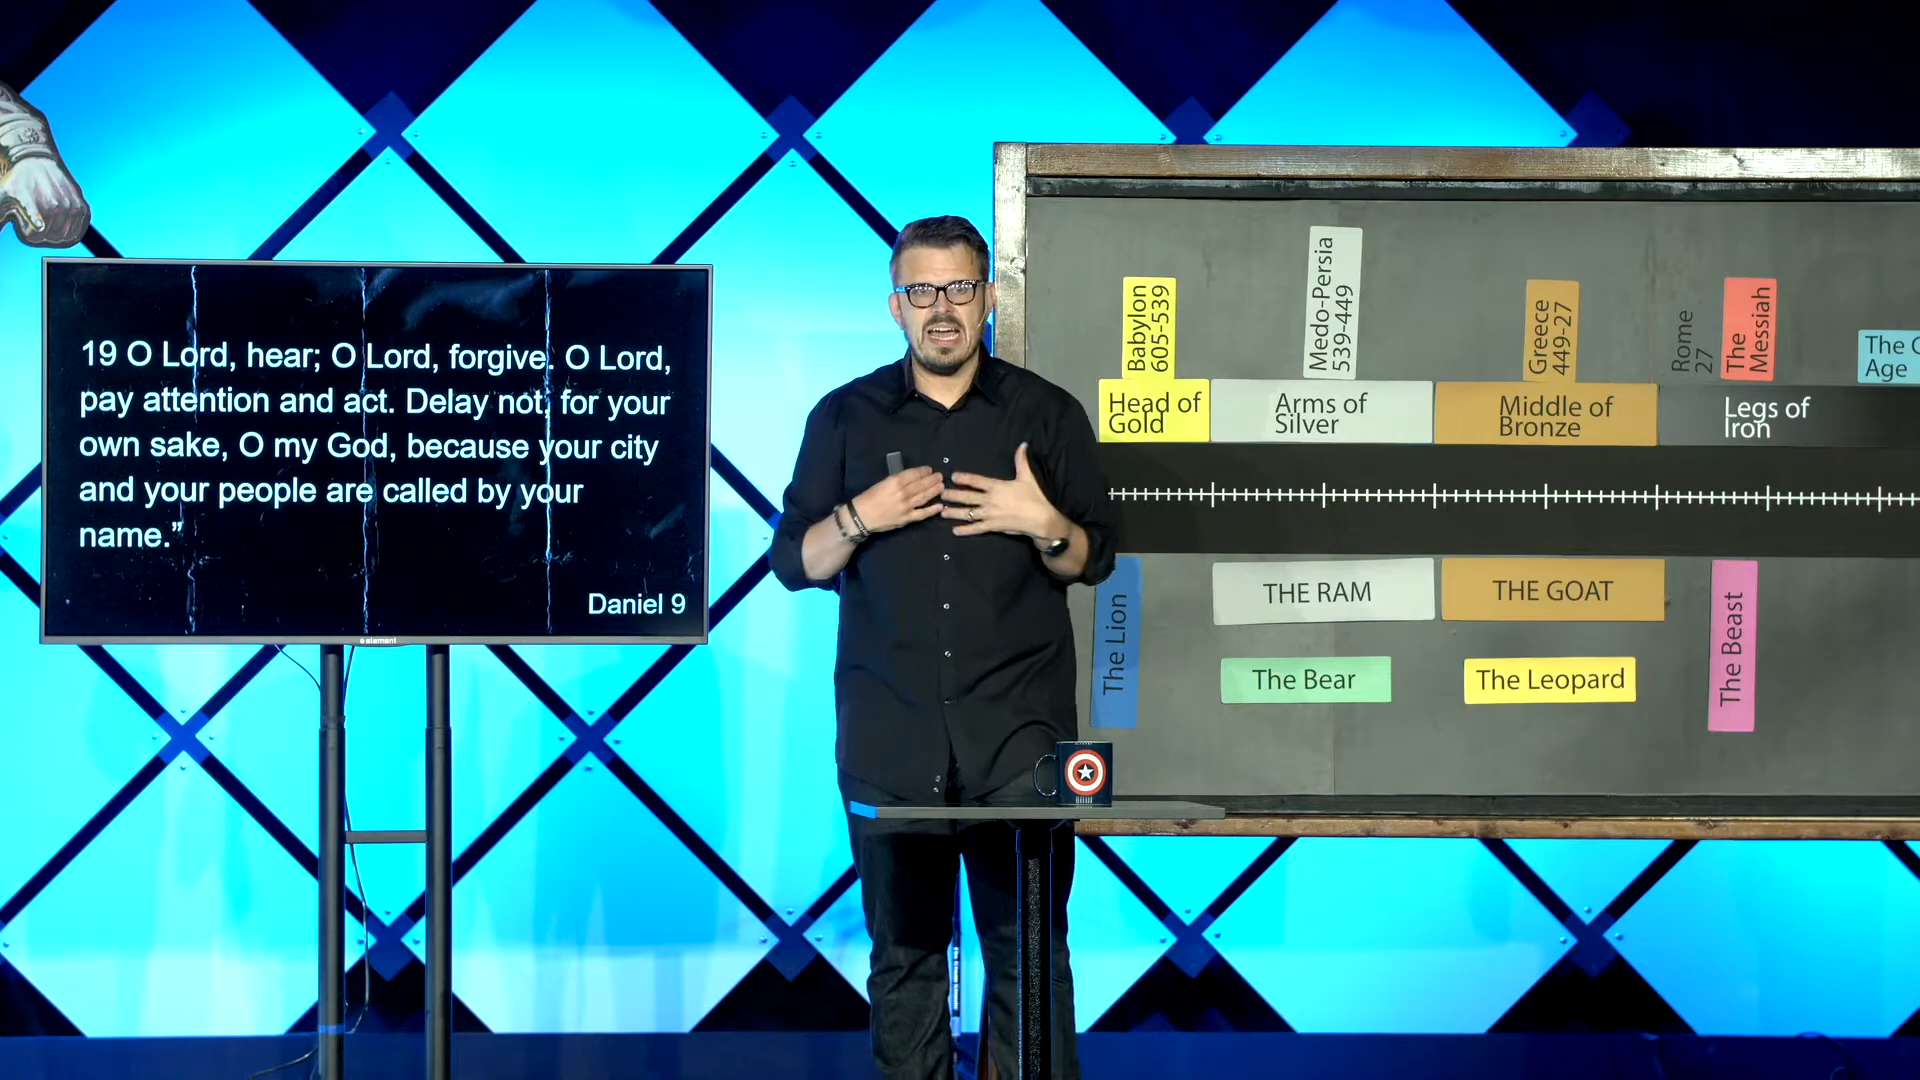 19 O Lord, hear; O Lord, forgive. O Lord,
pay attention and act. Delay not, for your
own sake, O my God, because your city
and your people are called by your
name.”
Daniel 9
element
Babylon
605-539
Medo-Persia
539-449
Greece
449-27
Rome
27
The
Messiah
The
Age
Head of
Gold
Arms of
Silver
Middle of
Bronze
Legs of
Iron
The Lion
THE RAM
THE GOAT
The Bear
The Leopard
The Beast